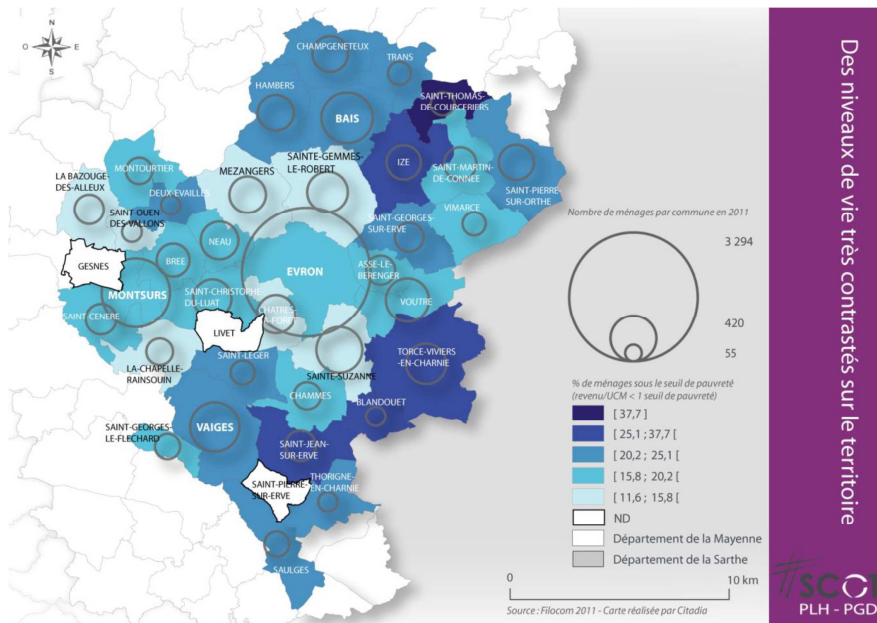 N
O
E
S
CHAMPGENETEUX
TRANS
HAMBERS
SAINT-THOMAS-
DE-COURCERIERS
BAIS
MONTOURTIER
SAINTE-GEMMES-
LE-ROBERT
IZE
SAINT-MARTIN-
DE-CONNEE
LA BAZOUGE-
DES-ALLEUX
MEZANGERS
DEUX-EVAILLES
SAINT-PIERRE-
SUR-ORTHE
SAINT-OUEN
DES-VALLONS
SAINT-GEORGES-
SUR-ERVE
VIMARCE
NEAU
GESNES
BREE
EVRON
ASSE-LE-
BERENGER
MONTSURS
SAINT-CHRISTOPHE
DU-LUAT
VOUTRE
SAINT-CENERE
CHATRES-
LA-FORET
LIVET
SAINT-LEGER
TORCE-VIVIERS
-EN-CHARNIE
LA-CHAPELLE-
RAINSOUIN
SAINTE-SUZANNE
CHAMMES
BLANDOUET
SAINT-GEORGES-
LE-FLECHARD
VAIGES
SAINT-JEAN-
SUR-ERVE
SAINT-PIERRE-
SUR-ERVE
THORIGNE-
EN-CHARNIE
SAULGES
Nombre de ménages par commune en 2011
3 294
420
55
% de ménages sous le seuil de pauvreté
(revenu/UCM < 1 seuil de pauvreté)
[ 37,7 ]
[ 25,1 ; 37,7 [
[ 20,2 ; 25,1 [
[ 15,8 ; 20,2 [
[ 11,6 ; 15,8 [
ND
Département de la Mayenne
Département de la Sarthe
0
10 km
Source : Filocom 2011 - Carte réalisée par Citadia
Des niveaux de vie très contrastés sur le territoire
#SCOT
PLH - PGD